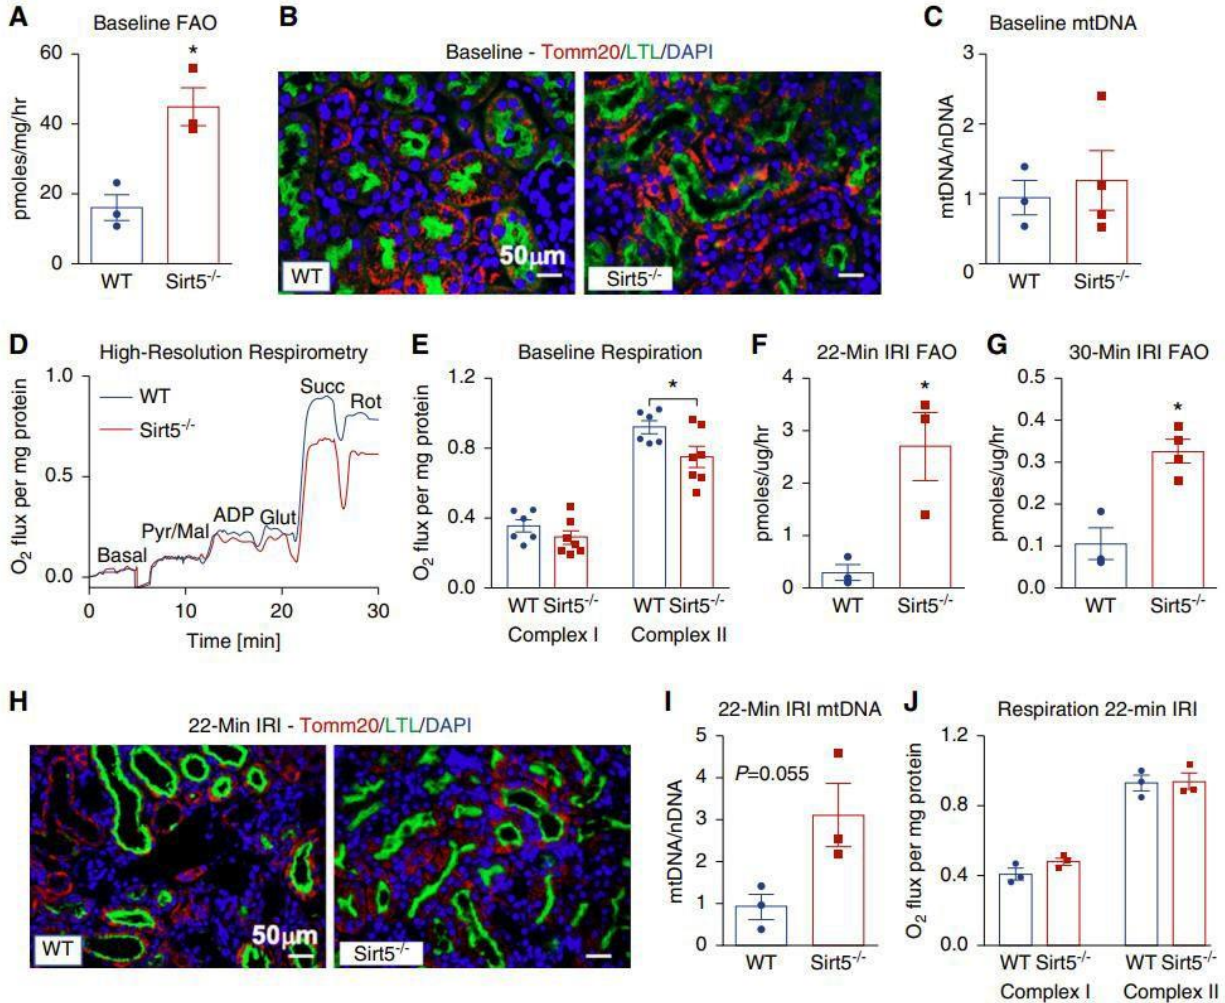 A
Baseline FAO
pmoles/mg/hr
60
40
20
0
*
WT
Sirt5-/-
B
Baseline - Tomm20/LTL/DAPI
50μm
WT
Sirt5-/-
C
Baseline mtDNA
mtDNA/nDNA
3
2
1
0
WT
Sirt5-/-
D
High-Resolution Respirometry
O2 flux per mg protein
1.0
0.5
0.0
WT
Sirt5-/-
Succ
Rot
Basal
Pyr/Mal
ADP
Glut
0
10
20
30
Time [min]
E
Baseline Respiration
O2 flux per mg protein
1.2
0.8
0.4
0.0
*
WT Sirt5-/- WT Sirt5-/-
Complex I Complex II
F
22-Min IRI FAO
pmoles/ug/hr
4
3
2
1
0
*
WT
Sirt5-/-
G
30-Min IRI FAO
pmoles/ug/hr
0.5
0.4
0.3
0.2
0.1
0.0
*
WT
Sirt5-/-
H
22-Min IRI - Tomm20/LTL/DAPI
50μm
WT
Sirt5-/-
I
22-Min IRI mtDNA
mtDNA/nDNA
5
4
3
2
1
0
P=0.055
WT
Sirt5-/-
J
Respiration 22-min IRI
O2 flux per mg protein
1.2
0.8
0.4
0.0
WT Sirt5-/- WT Sirt5-/-
Complex I Complex II